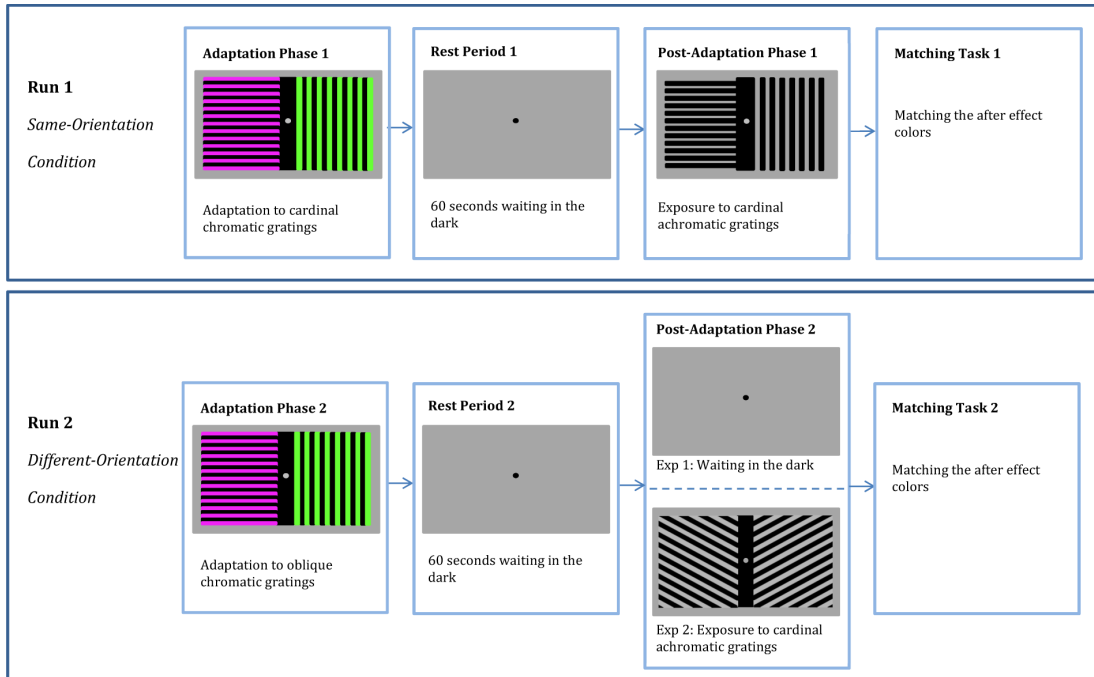 Run 1
Same-Orientation
Condition
Adaptation Phase 1
Adaptation to cardinal
chromatic gratings
Rest Period 1
60 seconds waiting in the
dark
Post-Adaptation Phase 1
Exposure to cardinal
achromatic gratings
Matching Task 1
Matching the after effect
colors
Run 2
Different-Orientation
Condition
Adaptation Phase 2
Adaptation to oblique
chromatic gratings
Rest Period 2
60 seconds waiting in the
dark
Post-Adaptation Phase 2
Exp 1: Waiting in the dark
Exp 2: Exposure to cardinal
achromatic gratings
Matching Task 2
Matching the after effect
colors